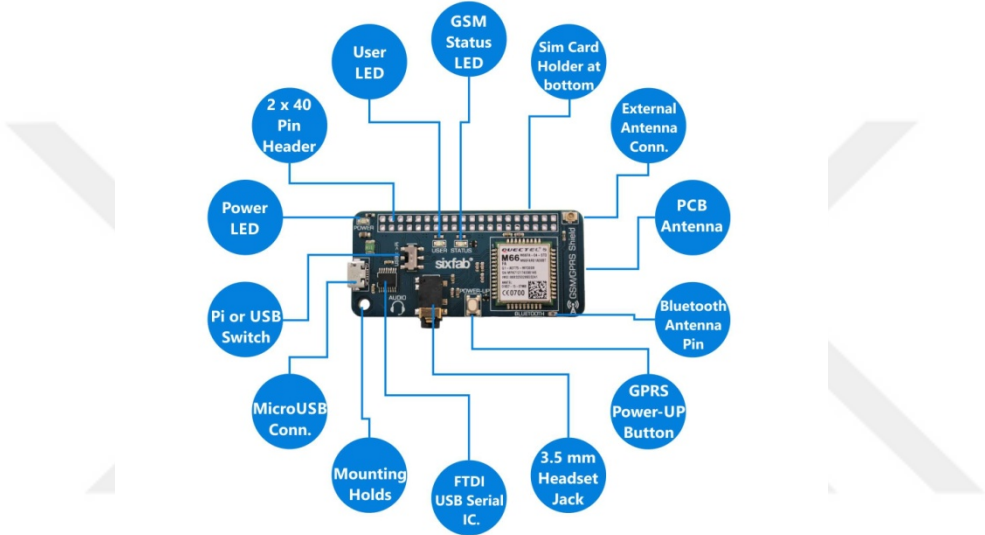 GSM
Status
LED
User
LED
Sim Card
Holder at
bottom
2 x 40
Pin
Header
External
Antenna
Conn.
Power
LED
PCB
Antenna
POWER
USER STATUS
sixfab
QUECTEL
M66
CE0700
GSM/GPRS Shield
POWER-UP
AUDIO
BLUETOOTH
Pi or USB
Switch
Bluetooth
Antenna
Pin
MicroUSB
Conn.
GPRS
Power-UP
Button
Mounting
Holds
FTDI
USB Serial
IC.
3.5 mm
Headset
Jack